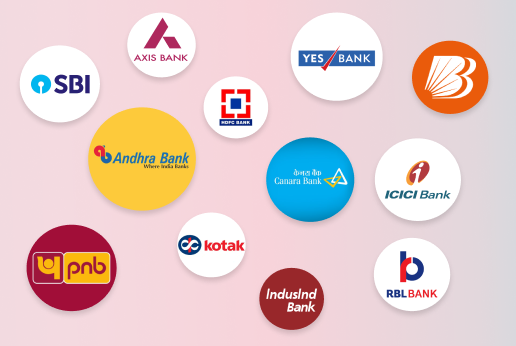 AXIS BANK
YES BANK
SBI
HDFC BANK
Andhra Bank
Where India Banks
केनरा बैंक
Canara Bank
ICICI Bank
प pnb
kotak
RBL BANK
IndusInd
Bank